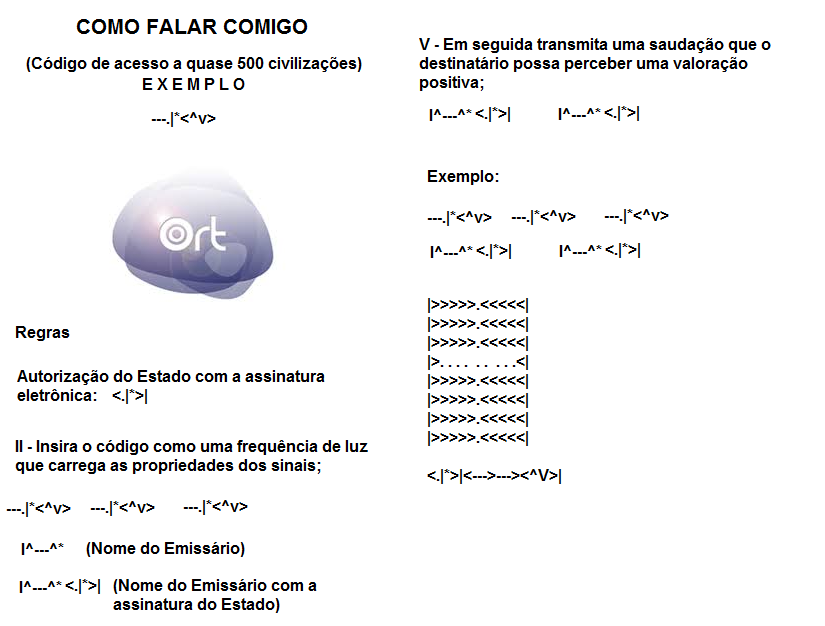 COMO FALAR COMIGO
(Código de acesso a quase 500 civilizações)
E X E M P L O
---.|*<^v>
Ort
Regras
Autorização do Estado com a assinatura
eletrônica: <.|*>|
II - Insira o código como uma frequência de luz
que carrega as propriedades dos sinais;
---.|*<^v> ---.|*<^v> ---.|*<^v>
I^---^* (Nome do Emissário)
I^---^* <.|*>| (Nome do Emissário com a
assinatura do Estado)
V - Em seguida transmita uma saudação que o
destinatário possa perceber uma valoração
positiva;
I^---^* <.|*>| I^---^* <.|*>|
Exemplo:
---.|*<^v> ---.|*<^v> ---.|*<^v>
I^---^* <.|*>| I^---^* <.|*>|
|>>>>>.<<<<<|
|>>>>>.<<<<<|
|>>>>>.<<<<<|
|>. . . . .. .. . ..<|
|>>>>>.<<<<<|
|>>>>>.<<<<<|
|>>>>>.<<<<<|
|>>>>>.<<<<<|
<.|*>|<--->---><^V>|